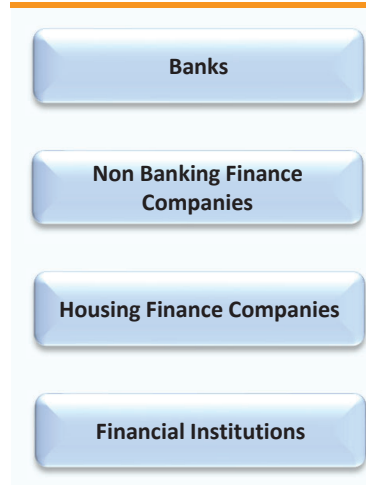 Banks
Non Banking Finance
Companies
Housing Finance Companies
Financial Institutions